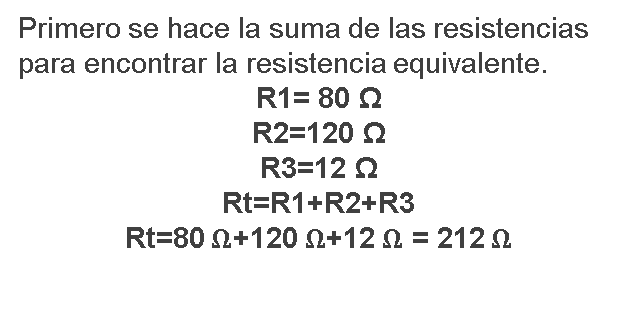 Primero se hace la suma de las resistencias
para encontrar la resistencia equivalente.
R1= 80 Ω
R2=120 Ω
R3=12 Ω
Rt=R1+R2+R3
Rt=80 Ω+120 Ω+12 Ω = 212 Ω